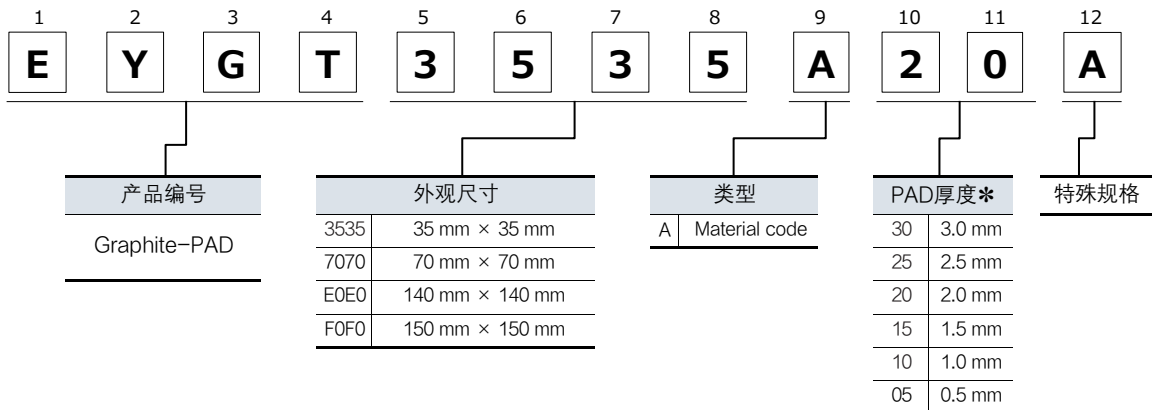 1 2 3 4 5 6 7 8 9 10 11 12
E Y G T 3 5 3 5 A 2 0 A
产品编号
Graphite-PAD
外观尺寸
3535 35 mm × 35 mm
7070 70 mm × 70 mm
E0E0 140 mm × 140 mm
F0F0 150 mm × 150 mm
类型
A Material code
PAD厚度✻
30 3.0 mm
25 2.5 mm
20 2.0 mm
15 1.5 mm
10 1.0 mm
05 0.5 mm
特殊规格